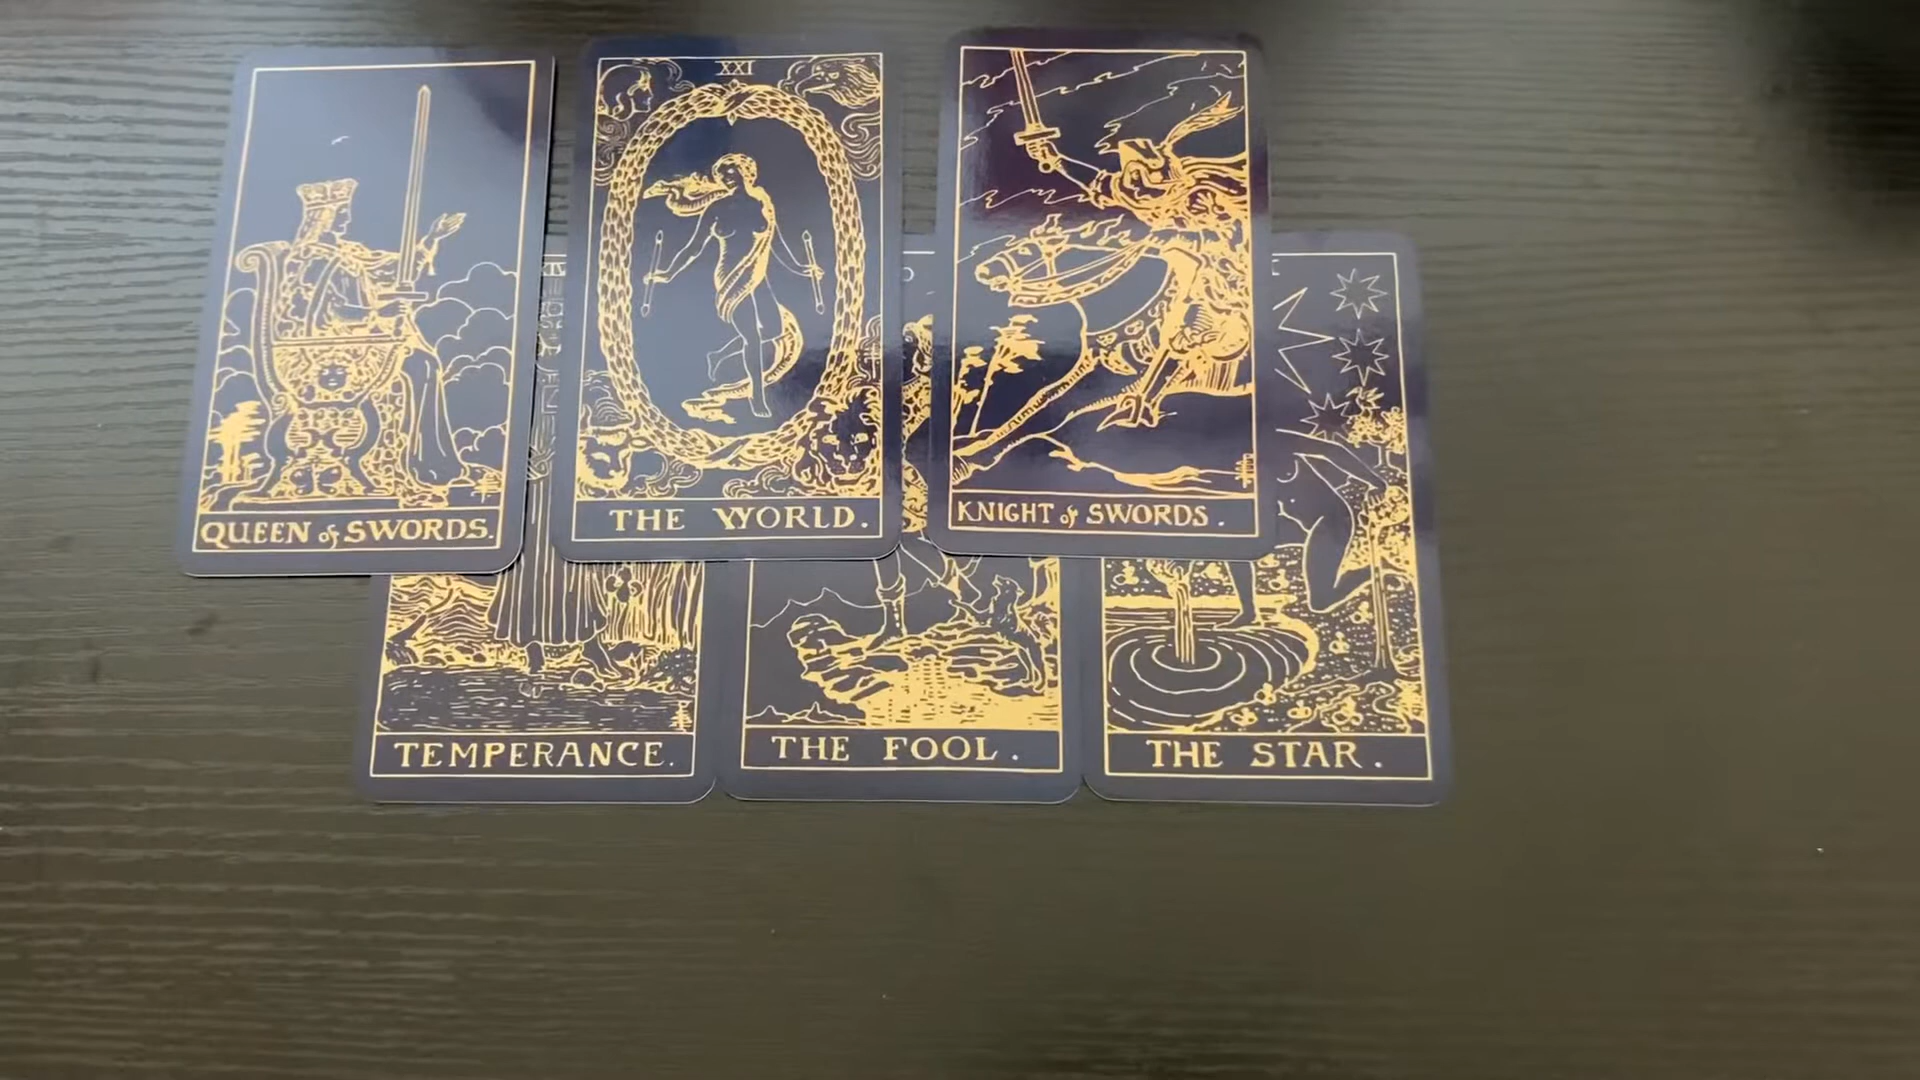 XXI
QUEEN of SWORDS.
THE WORLD.
KNIGHT of SWORDS.
TEMPERANCE.
THE FOOL.
THE STAR.